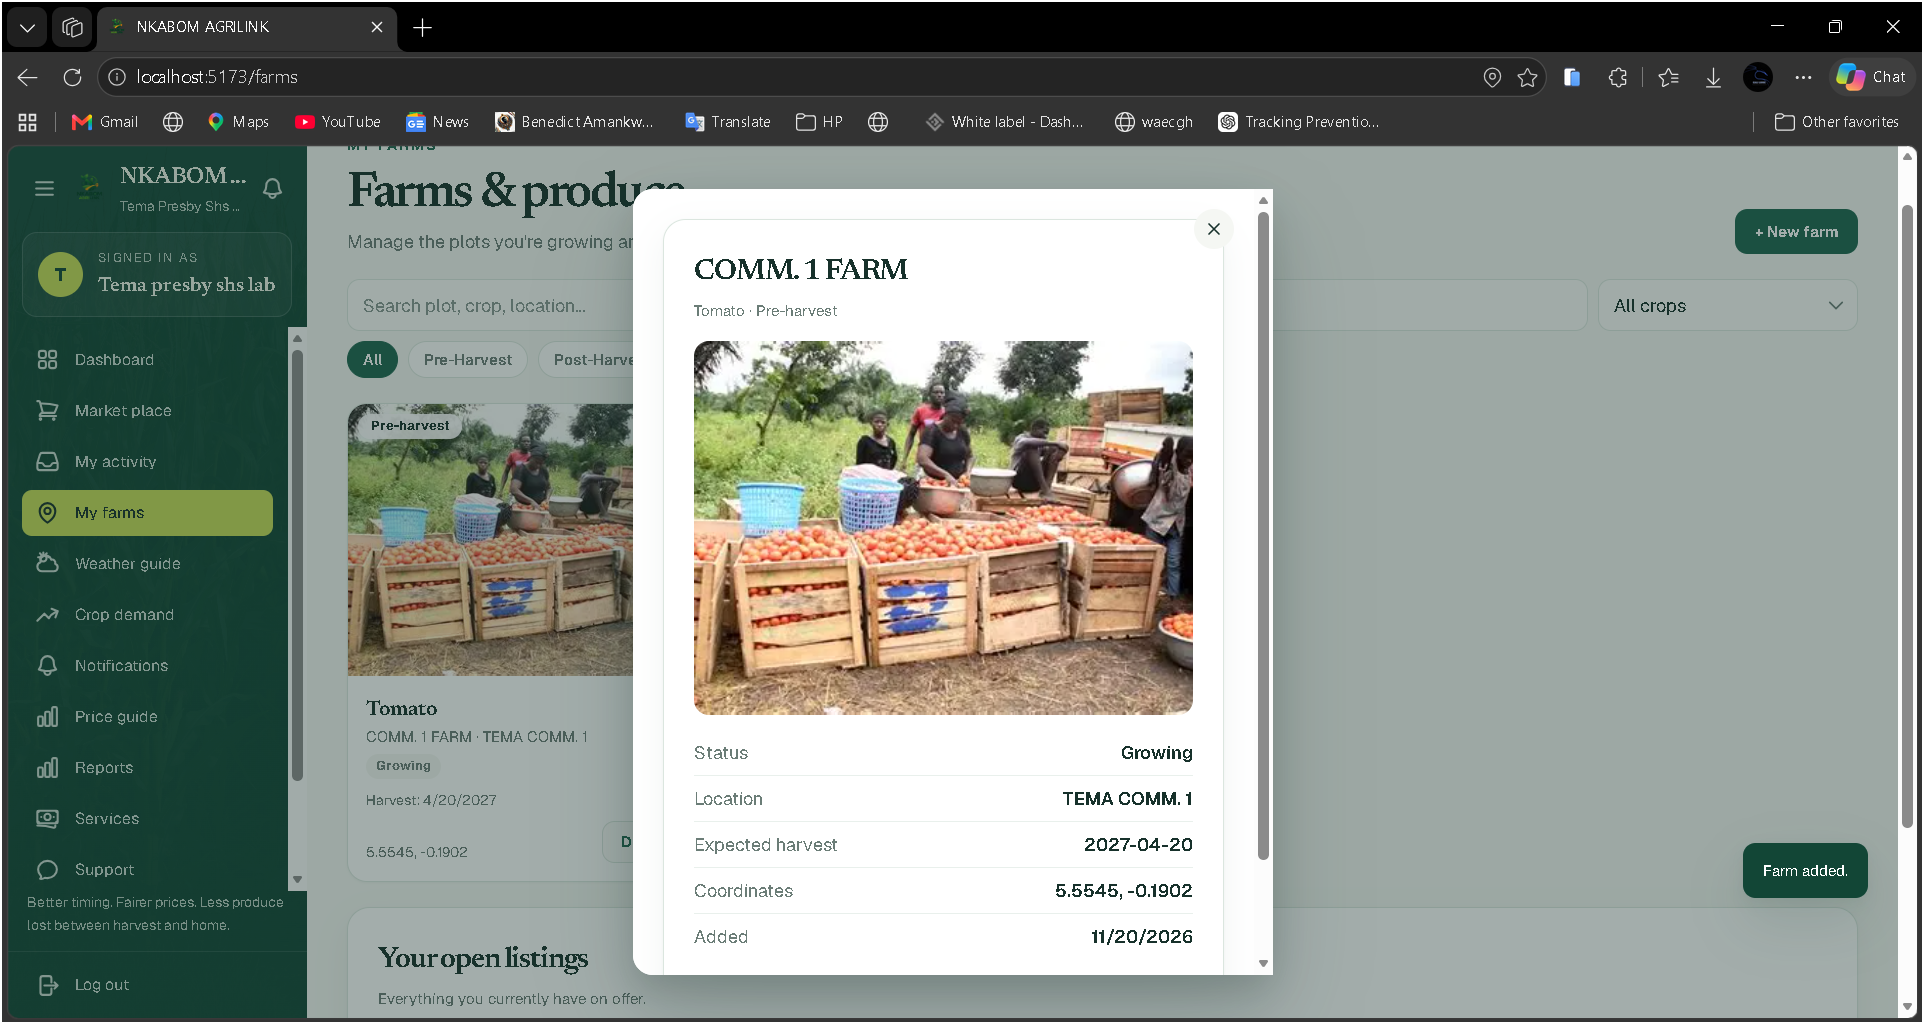 NKABOM AGRILINK
localhost:5173/farms
Chat
Gmail
Maps
YouTube
News
Benedict Amankw...
Translate
HP
White label - Dash...
waecgh
Tracking Preventio...
Other favorites
NKABOM...
Tema Presby Shs ...
T
SIGNED IN AS
Tema presby shs lab
Dashboard
Market place
My activity
My farms
Weather guide
Crop demand
Notifications
Price guide
Reports
Services
Support
Better timing. Fairer prices. Less produce
lost between harvest and home.
Log out
MY FARMS
Farms & produce
Manage the plots you're growing
+ New farm
Search plot, crop, location...
All crops
All
Pre-Harvest
Post-Harve
Pre-harvest
Tomato
COMM. 1 FARM · TEMA COMM. 1
Growing
Harvest: 4/20/2027
5.5545, -0.1902
D
Your open listings
Everything you currently have on offer.
COMM. 1 FARM
Tomato · Pre-harvest
Status
Growing
Location
TEMA COMM. 1
Expected harvest
2027-04-20
Coordinates
5.5545, -0.1902
Added
11/20/2026
Farm added.